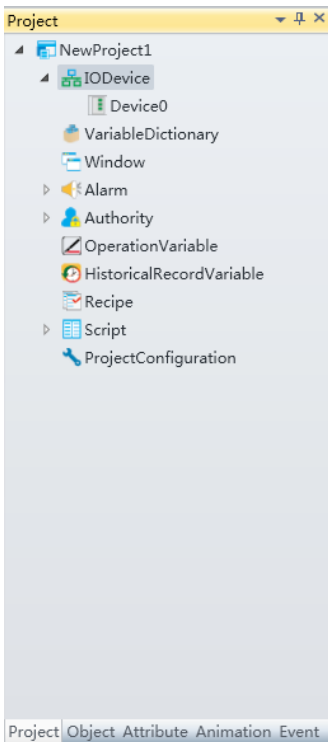 Project
NewProject1
IODevice
Device0
VariableDictionary
Window
Alarm
Authority
OperationVariable
HistoricalRecordVariable
Recipe
Script
ProjectConfiguration
Project Object Attribute Animation Event